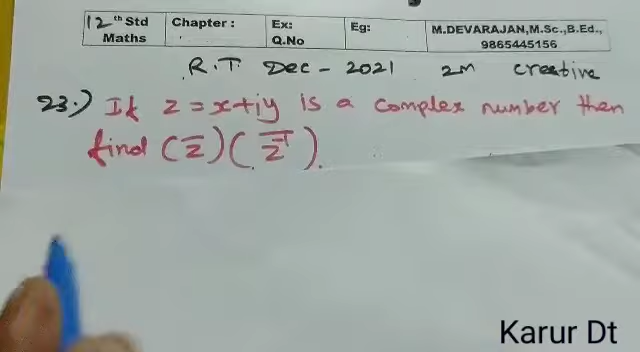 12th Std Maths Chapter : Ex: Q.No Eg: M.DEVARAJAN,M.Sc.,B.Ed., 9865445156
R.T. Dec - 2021 2M creative
23.) If z = x+iy is a complex number then
find (z̅)(z̅⁻¹).
Karur Dt